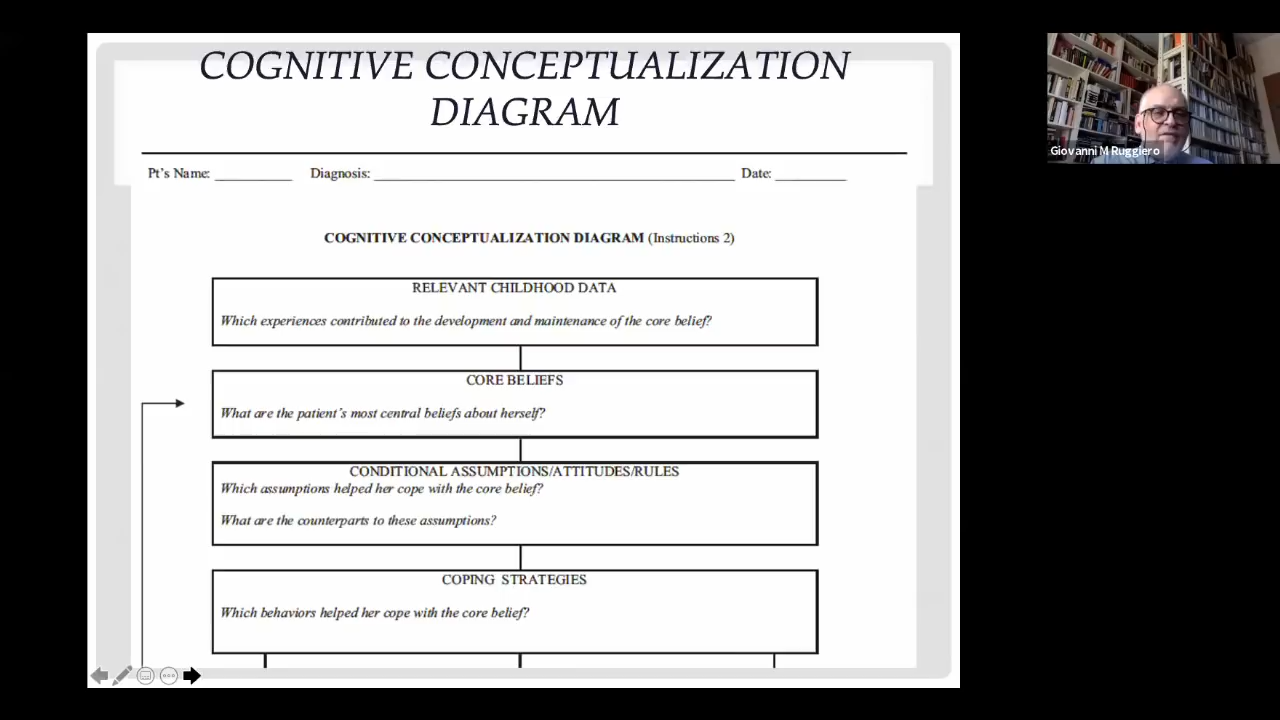 COGNITIVE CONCEPTUALIZATION
DIAGRAM
Pt's Name: ___________ Diagnosis: ____________________________________________________ Date: __________
COGNITIVE CONCEPTUALIZATION DIAGRAM (Instructions 2)
RELEVANT CHILDHOOD DATA
Which experiences contributed to the development and maintenance of the core belief?
CORE BELIEFS
What are the patient's most central beliefs about herself?
CONDITIONAL ASSUMPTIONS/ATTITUDES/RULES
Which assumptions helped her cope with the core belief?
What are the counterparts to these assumptions?
COPING STRATEGIES
Which behaviors helped her cope with the core belief?
Giovanni M Ruggiero